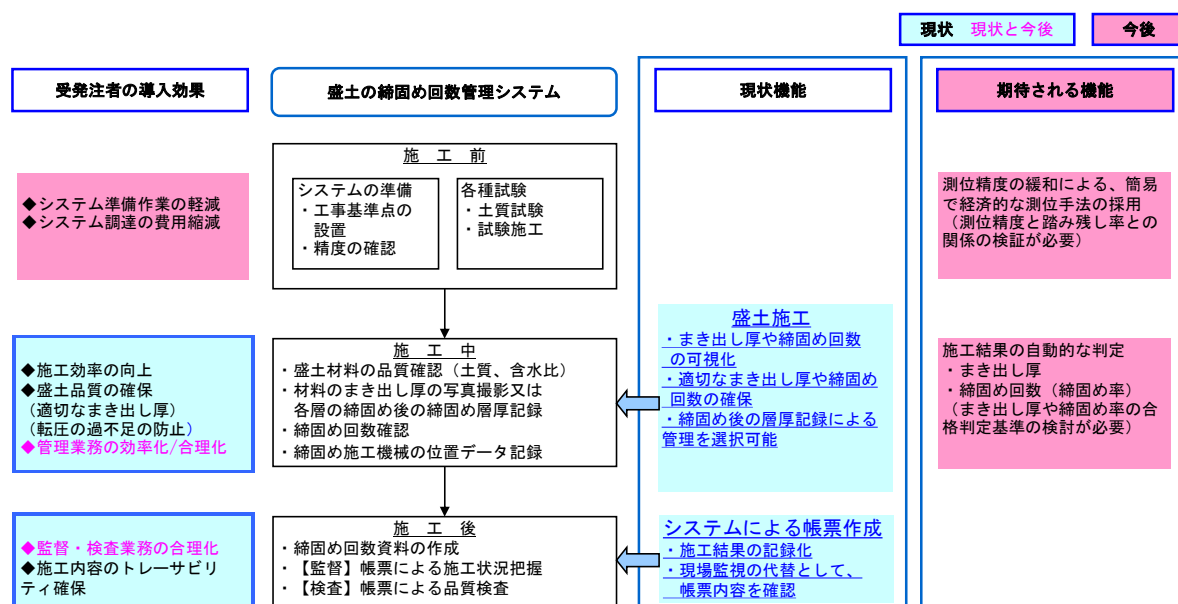 現状 現状と今後
今後
受発注者の導入効果
盛土の締固め回数管理システム
現状機能
期待される機能
◆システム準備作業の軽減
◆システム調達の費用縮減
施 工 前
システムの準備
・工事基準点の
設置
・精度の確認
各種試験
・土質試験
・試験施工
測位精度の緩和による、簡易
で経済的な測位手法の採用
（測位精度と踏み残し率との
関係の検証が必要）
◆施工効率の向上
◆盛土品質の確保
（適切なまき出し厚）
（転圧の過不足の防止）
◆管理業務の効率化/合理化
施 工 中
・盛土材料の品質確認（土質、含水比）
・材料のまき出し厚の写真撮影又は
各層の締固め後の締固め層厚記録
・締固め回数確認
・締固め施工機械の位置データ記録
盛土施工
・まき出し厚や締固め回数
の可視化
・適切なまき出し厚や締固め
回数の確保
・締固め後の層厚記録による
管理を選択可能
施工結果の自動的な判定
・まき出し厚
・締固め回数（締固め率）
（まき出し厚や締固め率の合
格判定基準の検討が必要）
◆監督・検査業務の合理化
◆施工内容のトレーサビリ
ティ確保
施 工 後
・締固め回数資料の作成
・【監督】帳票による施工状況把握
・【検査】帳票による品質検査
システムによる帳票作成
・施工結果の記録化
・現場監視の代替として、
帳票内容を確認